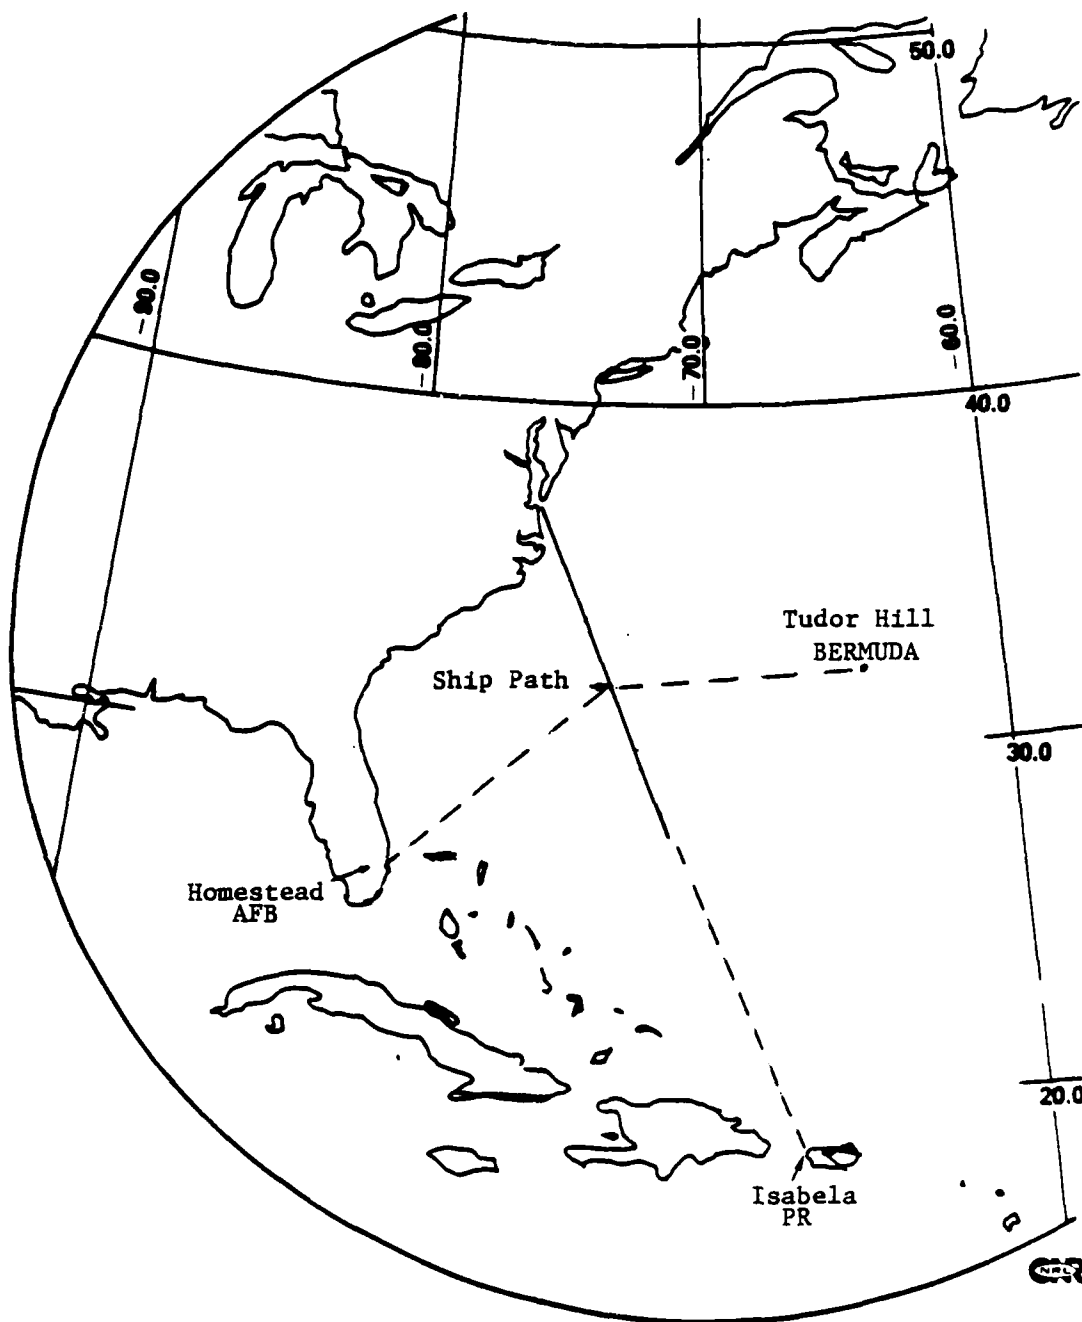 50.0
- 90.0
- 80.0
- 70.0
- 60.0
40.0
Tudor Hill
BERMUDA
Ship Path
30.0
Homestead
AFB
20.0
Isabela
PR
NRL